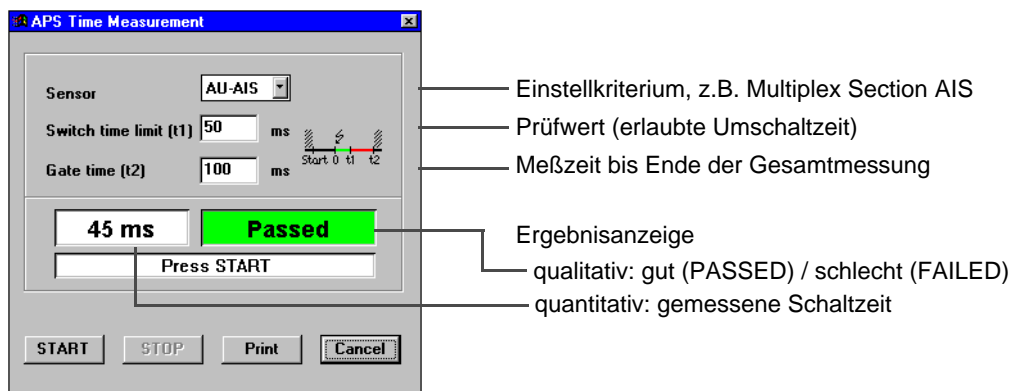 APS Time Measurement
Sensor AU-AIS
Einstellkriterium, z.B. Multiplex Section AIS
Switch time limit (t1) 50 ms
Prüfwert (erlaubte Umschaltzeit)
Start 0 t1 t2
Gate time (t2) 100 ms
Meßzeit bis Ende der Gesamtmessung
45 ms Passed
Ergebnisanzeige
Press START
qualitativ: gut (PASSED) / schlecht (FAILED)
quantitativ: gemessene Schaltzeit
START STOP Print Cancel